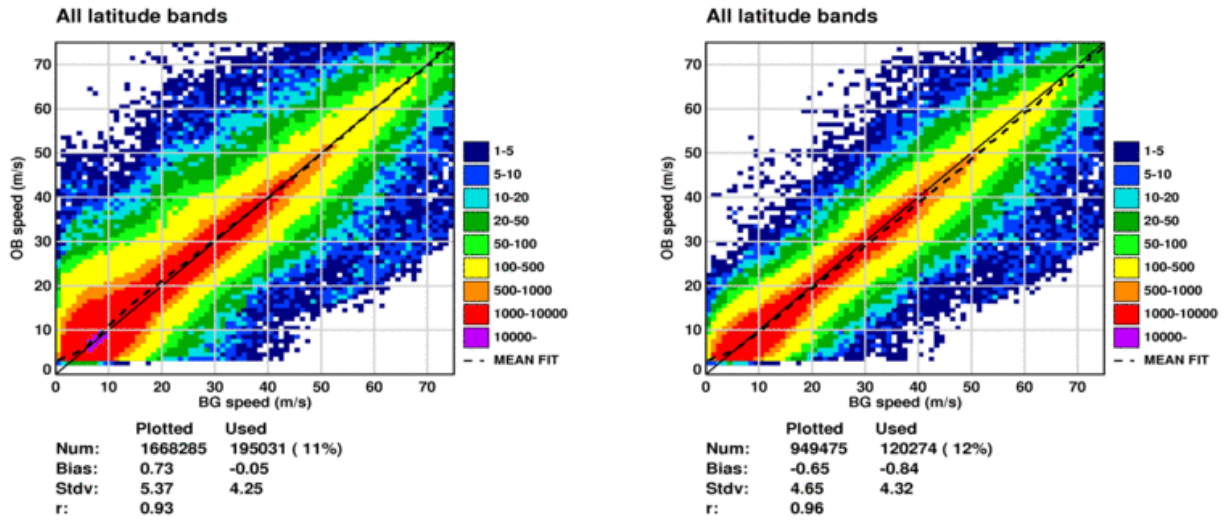 All latitude bands
OB speed (m/s)
70
60
50
40
30
20
10
0
0 10 20 30 40 50 60 70
BG speed (m/s)
1-5
5-10
10-20
20-50
50-100
100-500
500-1000
1000-10000
10000-
MEAN FIT
Plotted Used
Num: 1668285 195031 ( 11%)
Bias: 0.73 -0.05
Stdv: 5.37 4.25
r: 0.93
All latitude bands
OB speed (m/s)
70
60
50
40
30
20
10
0
0 10 20 30 40 50 60 70
BG speed (m/s)
1-5
5-10
10-20
20-50
50-100
100-500
500-1000
1000-10000
10000-
MEAN FIT
Plotted Used
Num: 949475 120274 ( 12%)
Bias: -0.65 -0.84
Stdv: 4.65 4.32
r: 0.96